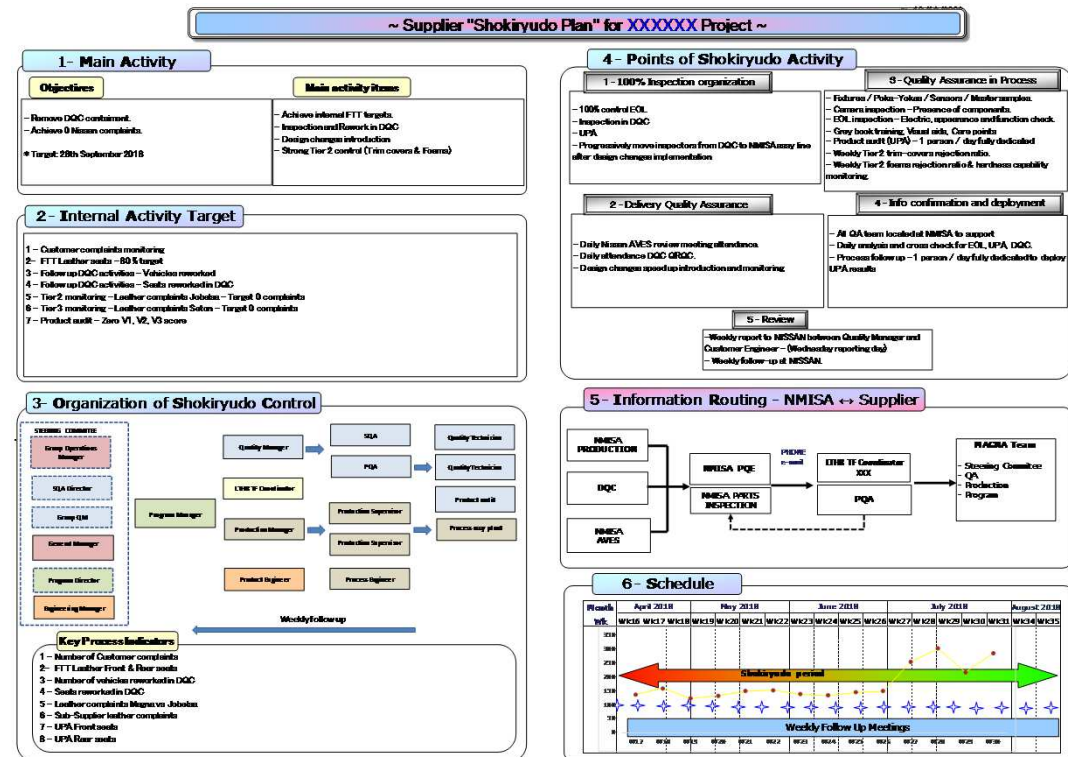 ~ Supplier "Shokiryudo Plan" for XXXXXX Project ~
1- Main Activity
Objectives
- Remove DQC containment.
- Achieve 0 Nissan complaints.
* Target: 28th September 2018
Main activity items
- Achieve internal FTT targets.
- Inspection and Rework in DQC
- Design changes introduction
- Strong Tier 2 control (Trim covers & Foams)
2- Internal Activity Target
1 - Customer complaints monitoring
2- FTT Leather seats - 80 % target
3 - Follow up DQC activities - Vehicles reworked
4 - Follow up DQC activities - Seats reworked in DQC
5 - Tier 2 monitoring - Leather complaints Jobelsa - Target 0 complaints
6 - Tier 3 monitoring - Leather complaints Seton - Target 0 complaints
7 - Product audit - Zero V1, V2, V3 score
3- Organization of Shokiryudo Control
STEERING COMMITTEE
Group Operations Manager
SQA Director
Group QM
General Manager
Program Director
Engineering Manager
Program Manager
Quality Manager
Coordinator
Production Manager
Product Engineer
SQA
PQA
Production Supervisor
Production Supervisor
Process Engineer
Quality Technician
Quality Technician
Product audit
Process any plant
Weekly follow up
Key Process Indicators
1 - Number of Customer complaints
2- FTT Leather Front & Rear seats
3 - Number of vehicles reworked in DQC
4 - Seats reworked in DQC
5 - Leather complaints Magna vs Jobelsa
6 - Sub-Supplier leather complaints
7 - UPA Front seats
8 - UPA Rear seats
4- Points of Shokiryudo Activity
1 - 100% Inspection organization
- 100% control EOL
- Inspection in DQC
- UPA
- Progressively move inspectors from DQC to NMISA assy line
after design changes implementation
3 - Quality Assurance in Process
- Fixtures / Poka-Yokes / Sensors / Master samples.
- Camera inspection - Presence of components.
- EOL inspection - Electric, appearance and function check.
- Grey book training, Visual aids, Care points
- Product audit (UPA) - 1 person / day fully dedicated
- Weekly Tier2 trim-covers rejection ratio.
- Weekly Tier2 foams rejection ratio & hardness capability
monitoring.
2 - Delivery Quality Assurance
- Daily Nissan AVES review meeting attendance.
- Daily attendance DQC QRQC.
- Design changes speed up introduction and monitoring
4 - Info confirmation and deployment
- All QA team located at NMISA to support
- Daily analysis and cross check for EOL, UPA, DQC.
- Process follow up - 1 person / day fully dedicated to deploy
UPA results
5 - Review
- Weekly report to NISSAN between Quality Manager and
Customer Engineer - (Wednesday reporting day)
- Weekly follow-up at NISSAN.
5- Information Routing - NMISA ↔ Supplier
NMISA PRODUCTION
DQC
NMISA AVES
NMISA PQE
NMISA PARTS INSPECTION
PHONE
e-mail
TF Coordinator
XXX
PQA
MAGNA Team
- Steering Committee
- QA
- Production
- Program
6- Schedule
Month April 2018 May 2018 June 2018 July 2018 August 2018
Wk Wk16 Wk17 Wk18 Wk19 Wk20 Wk21 Wk22 Wk23 Wk24 Wk25 Wk26 Wk27 Wk28 Wk29 Wk30 Wk31 Wk34 Wk35
Shokiryudo period
Weekly Follow Up Meetings